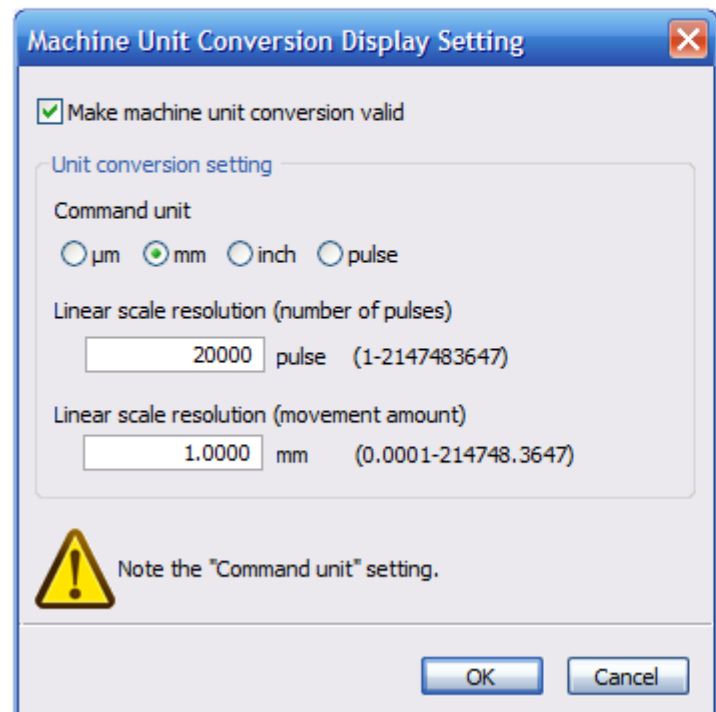 Machine Unit Conversion Display Setting
Make machine unit conversion valid
Unit conversion setting
Command unit
µm mm inch pulse
Linear scale resolution (number of pulses)
20000 pulse (1-2147483647)
Linear scale resolution (movement amount)
1.0000 mm (0.0001-214748.3647)
Note the "Command unit" setting.
OK Cancel